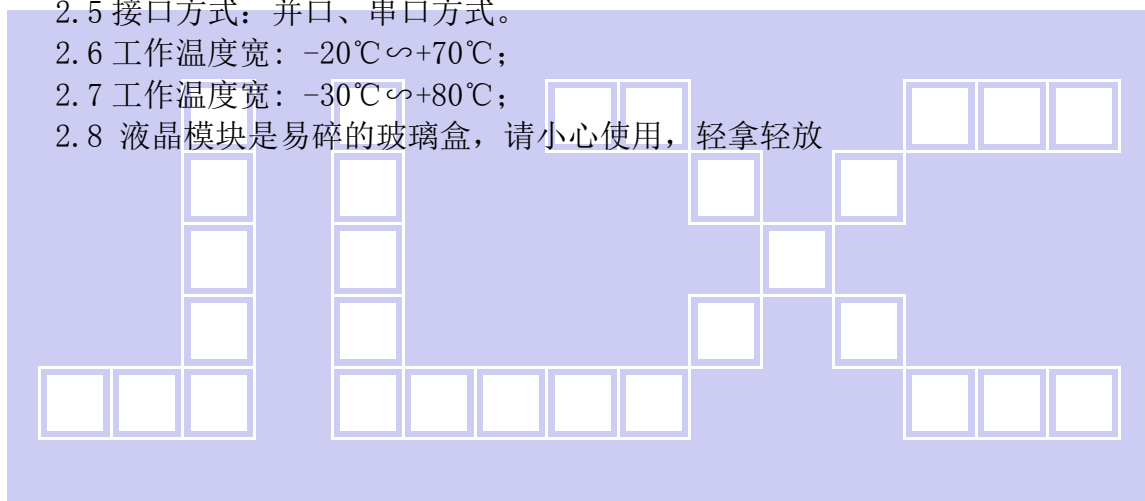 2.5 接口方式：并口、串口方式。
2.6 工作温度宽: -20℃∽+70℃；
2.7 工作温度宽: -30℃∽+80℃；
2.8 液晶模块是易碎的玻璃盒，请小心使用，轻拿轻放
JLX